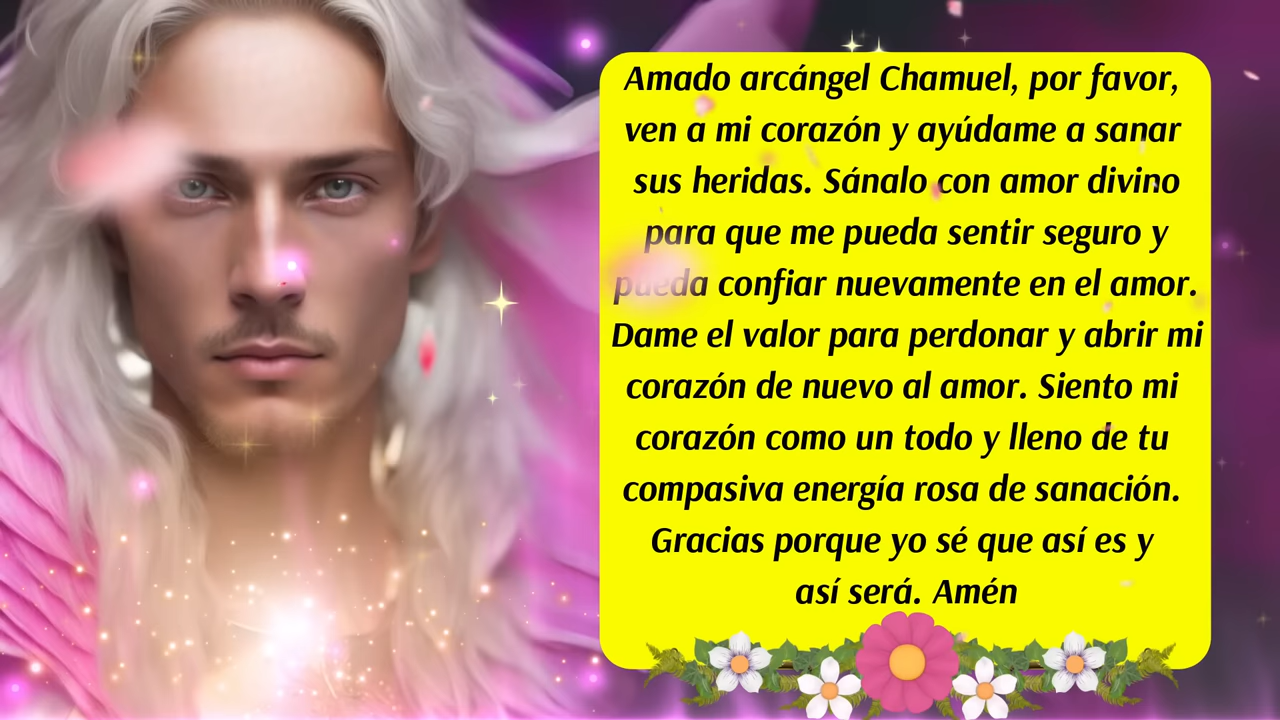 Amado arcángel Chamuel, por favor,
ven a mi corazón y ayúdame a sanar
sus heridas. Sánalo con amor divino
para que me pueda sentir seguro y
pueda confiar nuevamente en el amor.
Dame el valor para perdonar y abrir mi
corazón de nuevo al amor. Siento mi
corazón como un todo y lleno de tu
compasiva energía rosa de sanación.
Gracias porque yo sé que así es y
así será. Amén